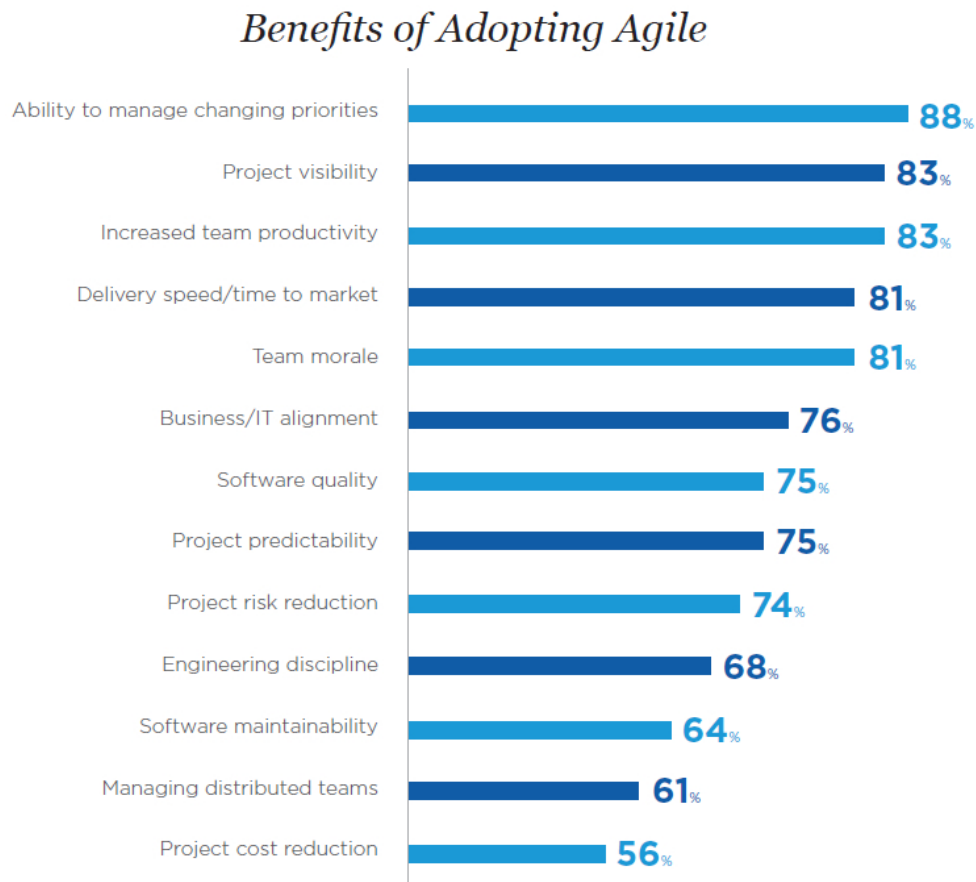 Benefits of Adopting Agile
Ability to manage changing priorities 88%
Project visibility 83%
Increased team productivity 83%
Delivery speed/time to market 81%
Team morale 81%
Business/IT alignment 76%
Software quality 75%
Project predictability 75%
Project risk reduction 74%
Engineering discipline 68%
Software maintainability 64%
Managing distributed teams 61%
Project cost reduction 56%